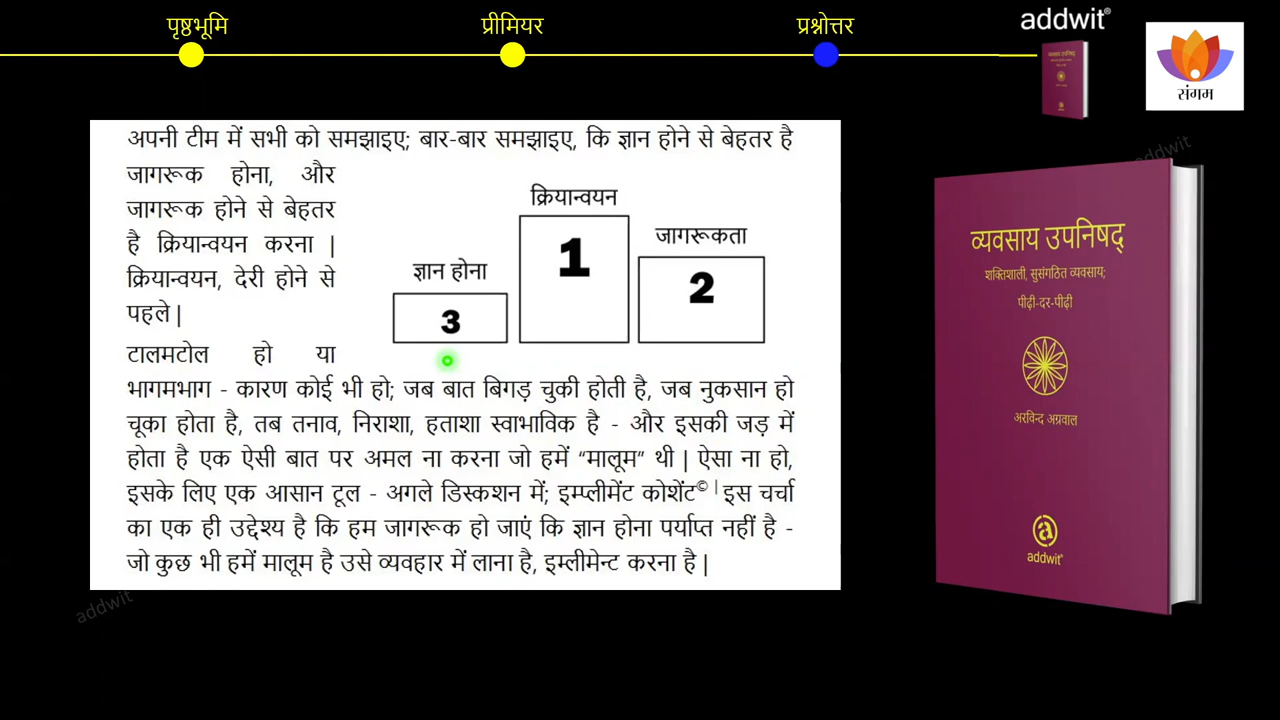 पृष्ठभूमि
प्रीमियर
प्रश्नोत्तर
addwit®
संगम
अपनी टीम में सभी को समझाइए; बार-बार समझाइए, कि ज्ञान होने से बेहतर है
जागरूक होना, और
जागरूक होने से बेहतर
है क्रियान्वयन करना |
क्रियान्वयन, देरी होने से
पहले |
ज्ञान होना
3
क्रियान्वयन
1
जागरूकता
2
टालमटोल हो या
भागमभाग - कारण कोई भी हो; जब बात बिगड़ चुकी होती है, जब नुकसान हो
चूका होता है, तब तनाव, निराशा, हताशा स्वाभाविक है - और इसकी जड़ में
होता है एक ऐसी बात पर अमल ना करना जो हमें “मालूम” थी | ऐसा ना हो,
इसके लिए एक आसान टूल - अगले डिस्कशन में; इम्प्लीमेंट कोशेंट© | इस चर्चा
का एक ही उद्देश्य है कि हम जागरूक हो जाएं कि ज्ञान होना पर्याप्त नहीं है -
जो कुछ भी हमें मालूम है उसे व्यवहार में लाना है, इम्लीमेन्ट करना है |
व्यवसाय उपनिषद्
शक्तिशाली, सुसंगठित व्यवसाय;
पीढ़ी-दर-पीढ़ी
अरविन्द अग्रवाल
addwit®
addwit
addwit